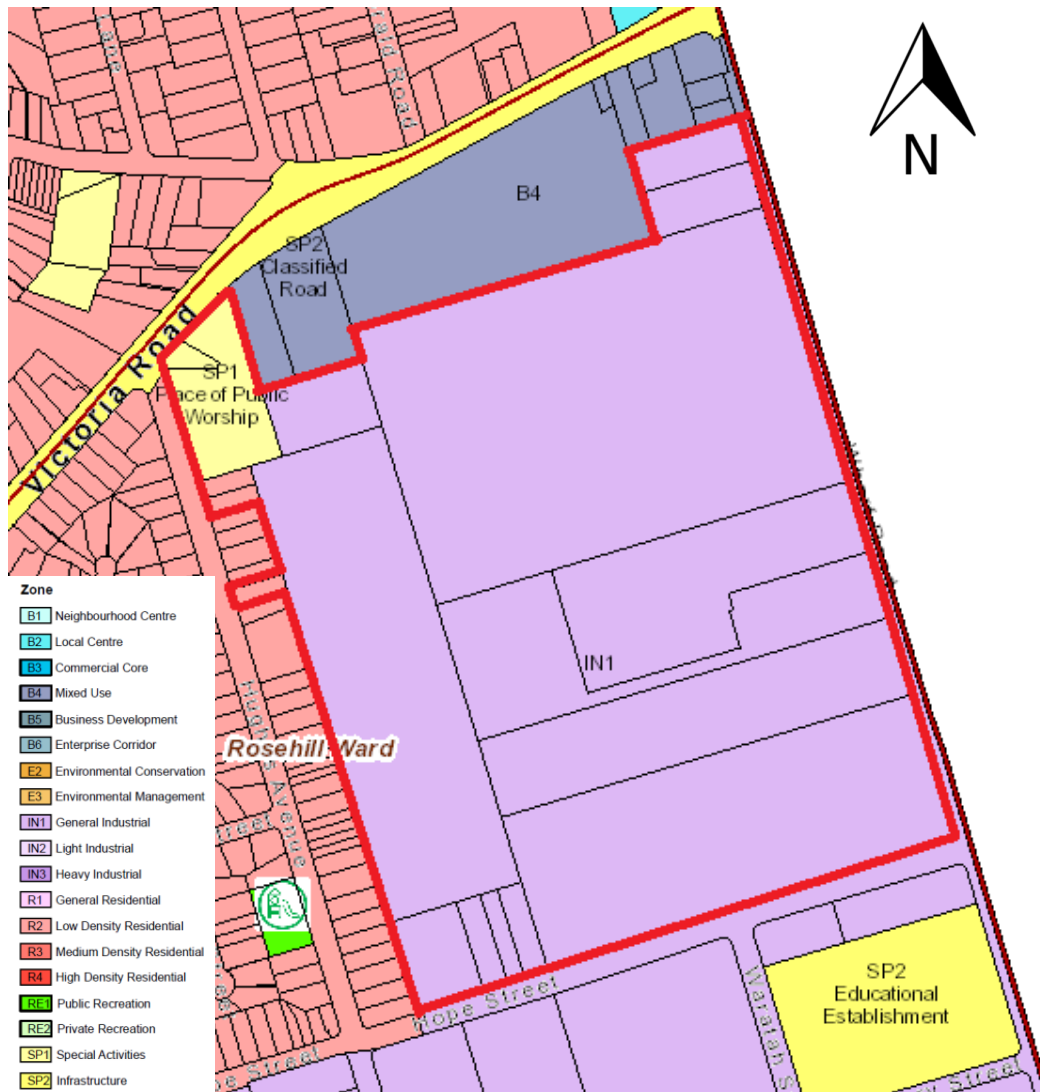 Lane
N
B4
SP2
Classified
Road
Victoria Road
SP1
Place of Public
Worship
IN1
Rosehill Ward
Hughes Avenue
Hope Street
SP2
Educational
Establishment
Zone
B1 Neighbourhood Centre
B2 Local Centre
B3 Commercial Core
B4 Mixed Use
B5 Business Development
B6 Enterprise Corridor
E2 Environmental Conservation
E3 Environmental Management
IN1 General Industrial
IN2 Light Industrial
IN3 Heavy Industrial
R1 General Residential
R2 Low Density Residential
R3 Medium Density Residential
R4 High Density Residential
RE1 Public Recreation
RE2 Private Recreation
SP1 Special Activities
SP2 Infrastructure